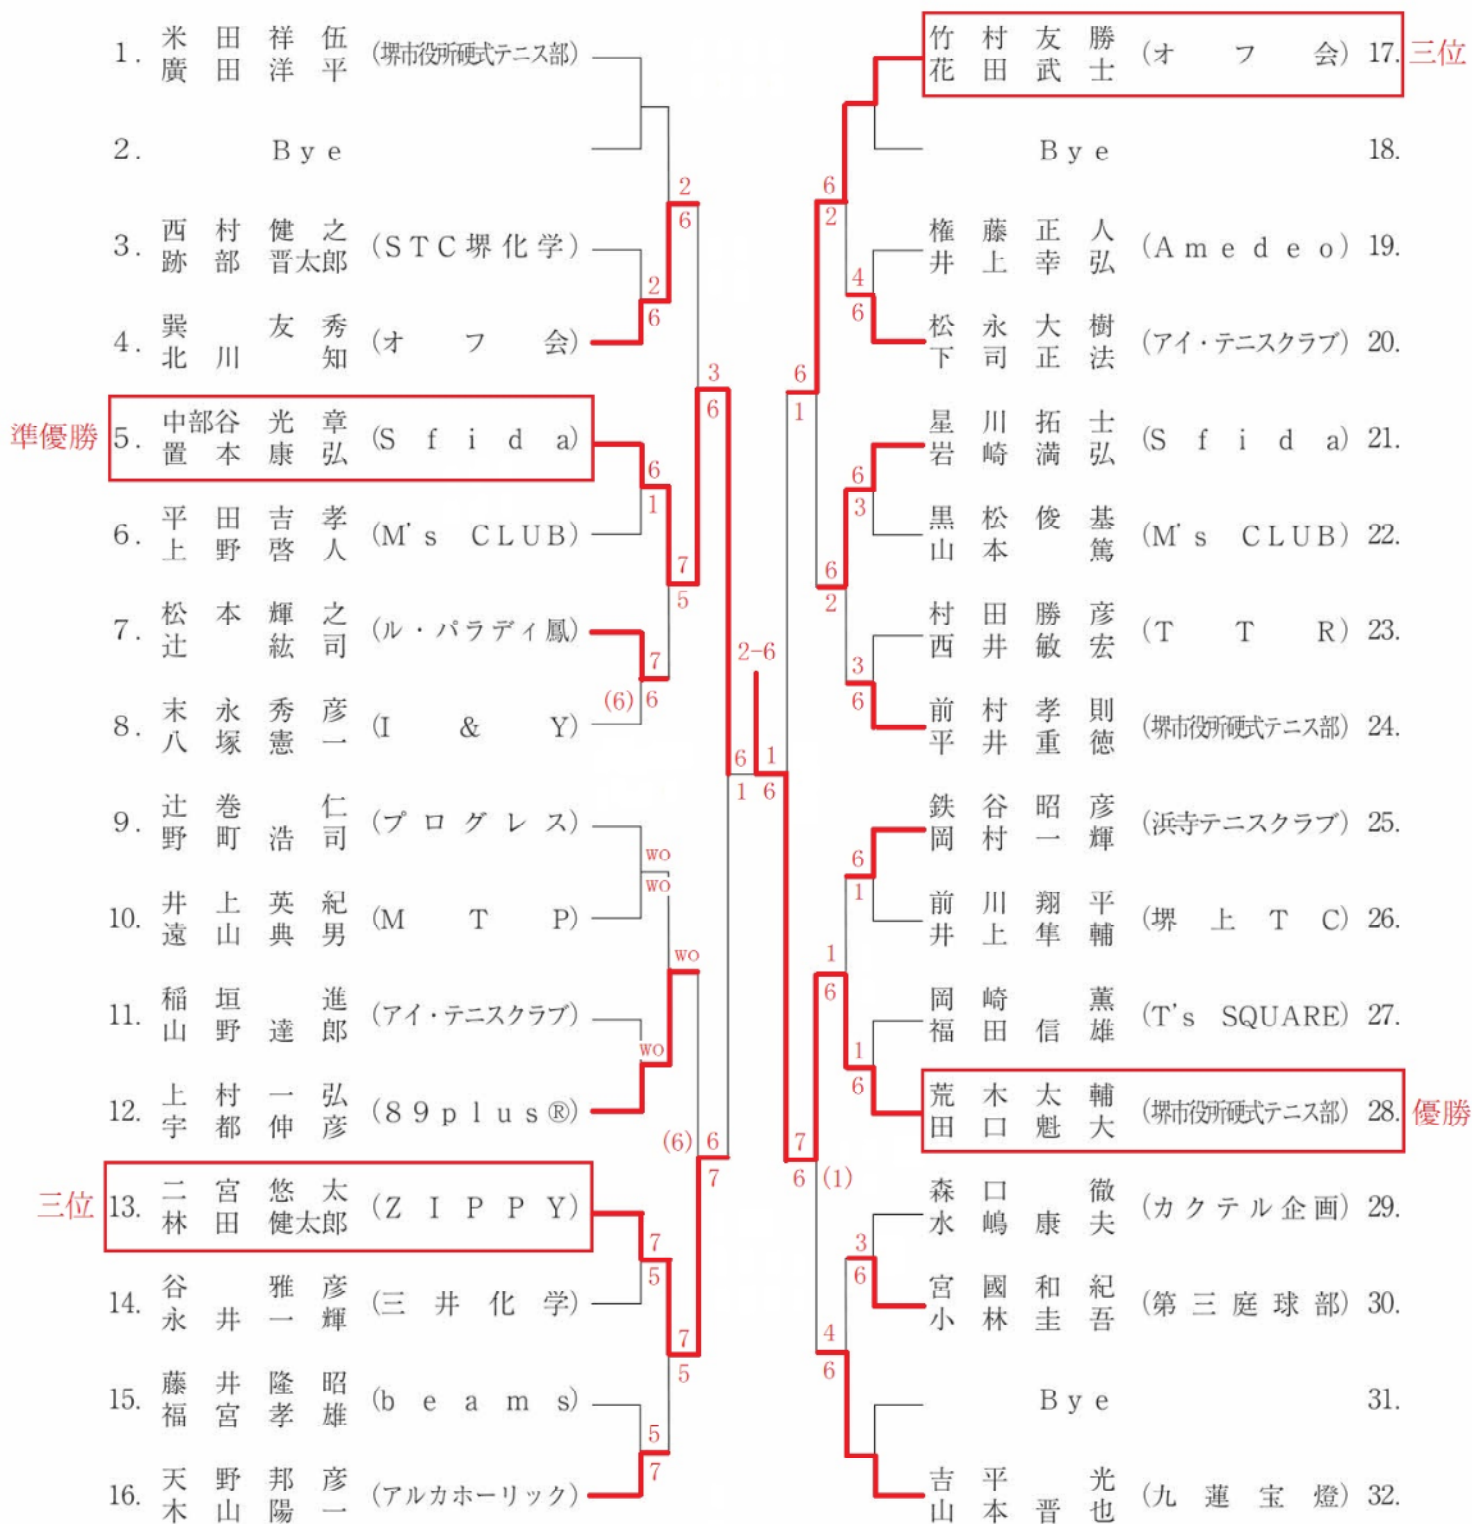 1. 米田祥伍 (堺市役所硬式テニス部)
廣田洋平
2. Bye
2
6
3. 西村健之 (STC堺化学)
跡部晋太郎
2
6
4. 巽友秀 (オフ会)
北川知
3
6
準優勝 5. 中部谷光章 (Sfida)
置本康弘
6
1
6. 平田吉孝 (M's CLUB)
上野啓人
7
5
7. 松本輝之 (ル・パラディ鳳)
辻紘司
7
(6) 6
8. 末永秀彦 (I & Y)
八塚憲一
6
1
9. 辻巻仁 (プログレス)
野町浩司
wo
wo
10. 井上英紀 (MTP)
遠山典男
wo
11. 稲垣進 (アイ・テニスクラブ)
山野達郎
wo
12. 上村一弘 (89plus®)
宇都伸彦
(6) 6
7
三位 13. 二宮悠太 (ZIPPY)
林田健太郎
7
5
14. 谷雅彦 (三井化学)
永井一輝
7
5
15. 藤井隆昭 (beams)
福宮孝雄
5
7
16. 天野邦彦 (アルカホーリック)
木山陽一
2-6
1
6
竹村友勝 (オフ会) 17. 三位
花田武士
Bye 18.
6
2
権藤正人 (Amedeo) 19.
井上幸弘
4
6
松永大樹 (アイ・テニスクラブ) 20.
下司正法
6
1
星川拓士 (Sfida) 21.
岩崎満弘
6
3
黒松俊基 (M's CLUB) 22.
山本篤
6
2
村田勝彦 (TTR) 23.
西井敏宏
3
6
前村孝則 (堺市役所硬式テニス部) 24.
平井重徳
鉄谷昭彦 (浜寺テニスクラブ) 25.
岡村一輝
6
1
前川翔平 (堺上TC) 26.
井上隼輔
1
6
岡崎薫 (T's SQUARE) 27.
福田信雄
1
6
荒木太輔 (堺市役所硬式テニス部) 28. 優勝
田口魁大
7
6 (1)
森口徹 (カクテル企画) 29.
水嶋康夫
3
6
宮國和紀 (第三庭球部) 30.
小林圭吾
4
6
Bye 31.
吉平光 (九蓮宝燈) 32.
山本晋也